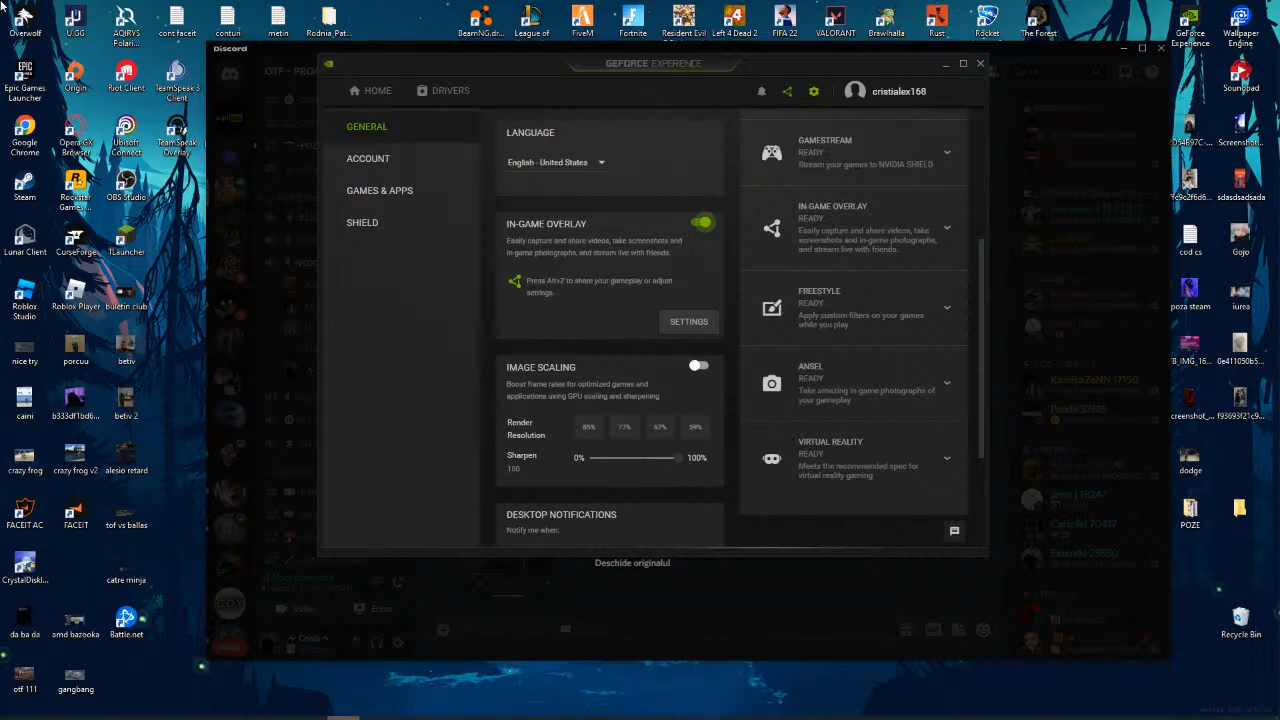 Overwolf
U.GG
AQIRYS Polari...
cont faceit
conturi
metin
Rodnia_Pat...
BeamNG.dr...
League of
FiveM
Fortnite
Resident Evil
Left 4 Dead 2
FIFA 22
VALORANT
Brawlhalla
Rust
Rocket
The Forest
GeForce
Experience
Wallpaper
Engine
Discord
GEFORCE EXPERIENCE
HOME
DRIVERS
cristialex168
Epic Games
Launcher
Origin
Riot Client
TeamSpeak 3
Client
Soundpad
GENERAL
ACCOUNT
GAMES & APPS
SHIELD
LANGUAGE
English - United States
IN-GAME OVERLAY
Easily capture and share videos, take screenshots and
in-game photographs, and stream live with friends.
Press Alt+Z to share your gameplay or adjust
settings.
SETTINGS
IMAGE SCALING
Boost frame rates for optimized games and
applications using GPU scaling and sharpening
Render
Resolution
85%
77%
67%
59%
Sharpen
100
0%
100%
DESKTOP NOTIFICATIONS
Notify me when:
GAMESTREAM
READY
Stream your games to NVIDIA SHIELD
IN-GAME OVERLAY
READY
Easily capture and share videos, take
screenshots and in-game photographs,
and stream live with friends.
FREESTYLE
READY
Apply custom filters on your games
while you play
ANSEL
READY
Take amazing in-game photographs of
your gameplay
VIRTUAL REALITY
READY
Meets the recommended spec for
virtual reality gaming
Deschide originalul
Google
Chrome
Opera GX
Browser
Ubisoft
Connect
TeamSpeak
Overlay
Steam
Rockstar
Games...
OBS Studio
Lunar Client
CurseForge
TLauncher
Roblox
Studio
Roblox Player
buletin club
nice try
porcuu
betiv
caini
b333df1bd6...
betiv 2
crazy frog
crazy frog v2
alesio retard
FACEIT AC
FACEIT
tof vs ballas
CrystalDisk...
catre minja
da ba da
amd bazooka
Battle.net
otf 111
gangbang
Screenshot...
sdasdsadsada
cod cs
Gojo
poza steam
iurea
0e411050b5...
f93693f21c9...
dodge
POZE
Recycle Bin
Video
Cristi